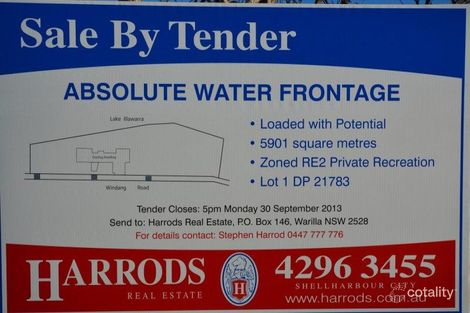 Sale By Tender
ABSOLUTE WATER FRONTAGE
Lake Illawarra
Existing Building
Windang Road
• Loaded with Potential
• 5901 square metres
• Zoned RE2 Private Recreation
• Lot 1 DP 21783
Tender Closes: 5pm Monday 30 September 2013
Send to: Harrods Real Estate, P.O. Box 146, Warilla NSW 2528
For details contact: Stephen Harrod 0447 777 776
HARRODS
REAL ESTATE
4296 3455
SHELLHARBOUR CITY
www.harrods.com.au
cotality